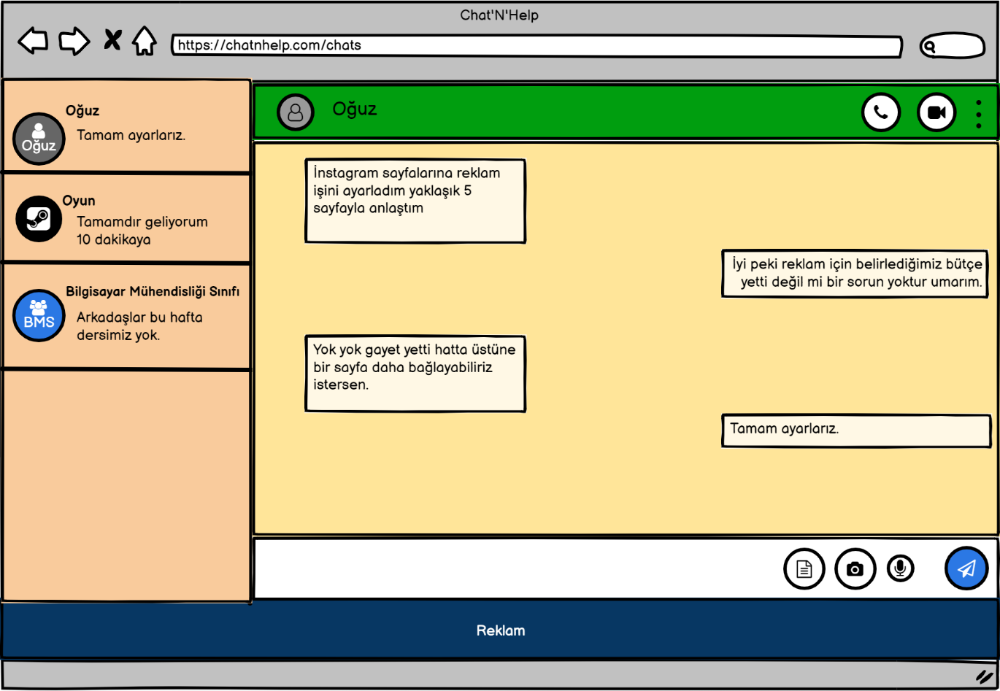 Chat'N'Help
https://chatnhelp.com/chats
Oğuz
Tamam ayarlarız.
Oğuz
Oyun
Tamamdır geliyorum
10 dakikaya
Bilgisayar Mühendisliği Sınıfı
BMS
Arkadaşlar bu hafta
dersimiz yok.
Oğuz
İnstagram sayfalarına reklam
işini ayarladım yaklaşık 5
sayfayla anlaştım
İyi peki reklam için belirlediğimiz bütçe
yetti değil mi bir sorun yoktur umarım.
Yok yok gayet yetti hatta üstüne
bir sayfa daha bağlayabiliriz
istersen.
Tamam ayarlarız.
Reklam